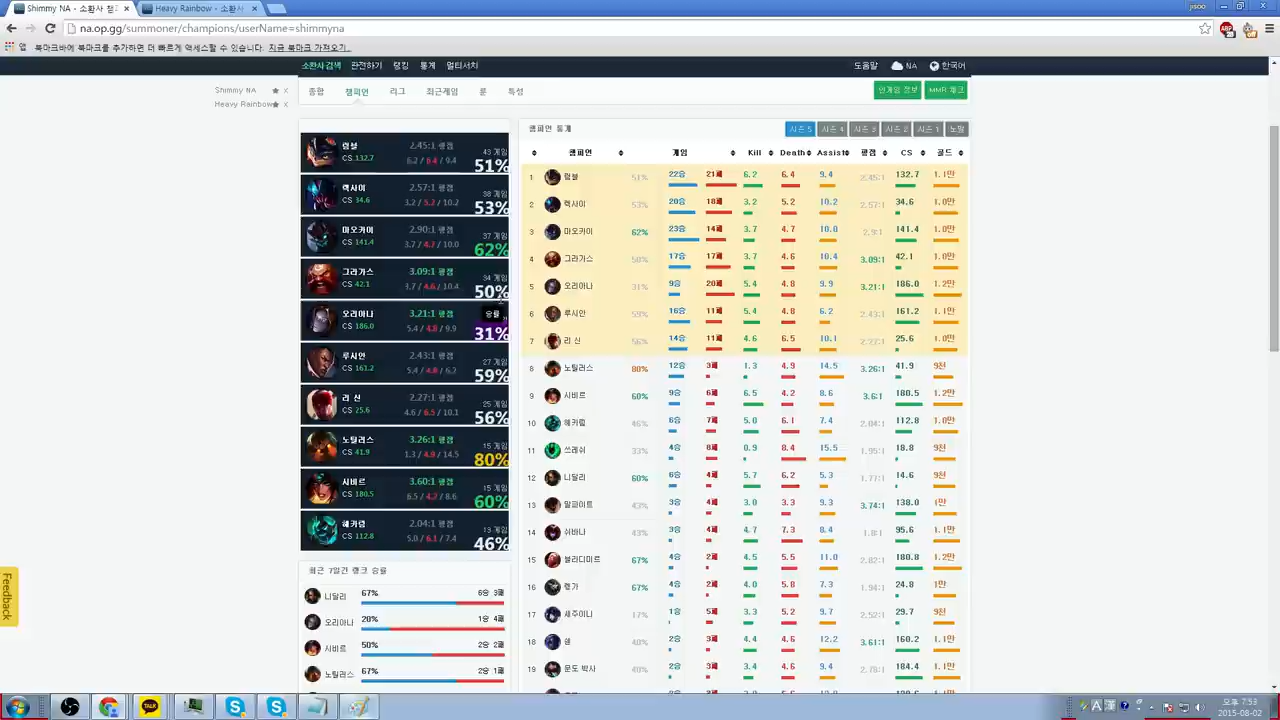 Shimmy NA - 소환사 챔피
Heavy Rainbow - 소환사
jisoo
na.op.gg/summoner/champions/userName=shimmyna
앱 북마크바에 북마크를 추가하면 더 빠르게 액세스할 수 있습니다. 지금 북마크 가져오기...
소환사검색 관전하기 랭킹 통계 멀티서치 도움말 NA 한국어
Shimmy NA
Heavy Rainbow
종합 챔피언 리그 최근게임 룬 특성 인게임 정보 MMR 체크
럼블 2.45:1 평점 43 게임
CS 132.7 6.2 / 6.4 / 9.4 51%
렉사이 2.57:1 평점 38 게임
CS 34.6 3.2 / 5.2 / 10.2 53%
마오카이 2.90:1 평점 37 게임
CS 141.4 3.7 / 4.7 / 10.0 62%
그라가스 3.09:1 평점 34 게임
CS 42.1 3.7 / 4.6 / 10.4 50%
오리아나 3.21:1 평점 승률
CS 186.0 5.4 / 4.8 / 9.9 31%
루시안 2.43:1 평점 27 게임
CS 161.2 5.4 / 4.8 / 6.2 59%
리 신 2.27:1 평점 25 게임
CS 25.6 4.6 / 6.5 / 10.1 56%
노틸러스 3.26:1 평점 15 게임
CS 41.9 1.3 / 4.9 / 14.5 80%
시비르 3.60:1 평점 15 게임
CS 180.5 6.5 / 4.2 / 8.6 60%
헤카림 2.04:1 평점 13 게임
CS 112.8 5.0 / 6.1 / 7.4 46%
최근 7일간 랭크 승률
니달리 67% 6승 3패
오리아나 20% 1승 4패
시비르 50% 2승 2패
노틸러스 67% 2승 1패
챔피언 통계 시즌 5 시즌 4 시즌 3 시즌 2 시즌 1 노말
챔피언 게임 Kill Death Assist 평점 CS 골드
1 럼블 51% 22승 21패 6.2 6.4 9.4 2.45:1 132.7 1.1만
2 렉사이 53% 20승 18패 3.2 5.2 10.2 2.57:1 34.6 1.0만
3 마오카이 62% 23승 14패 3.7 4.7 10.0 2.9:1 141.4 1.0만
4 그라가스 50% 17승 17패 3.7 4.6 10.4 3.09:1 42.1 1.0만
5 오리아나 31% 9승 20패 5.4 4.8 9.9 3.21:1 186.0 1.2만
6 루시안 59% 16승 11패 5.4 4.8 6.2 2.43:1 161.2 1.1만
7 리 신 56% 14승 11패 4.6 6.5 10.1 2.27:1 25.6 1.0만
8 노틸러스 80% 12승 3패 1.3 4.9 14.5 3.26:1 41.9 9천
9 시비르 60% 9승 6패 6.5 4.2 8.6 3.6:1 180.5 1.2만
10 헤카림 46% 6승 7패 5.0 6.1 7.4 2.04:1 112.8 1.0만
11 쓰레쉬 33% 4승 8패 0.9 8.4 15.5 1.95:1 18.8 9천
12 니달리 60% 6승 4패 5.7 6.2 5.3 1.77:1 14.6 9천
13 말파이트 43% 3승 4패 3.0 3.3 9.3 3.74:1 138.0 1만
14 쉬바나 43% 3승 4패 4.7 7.3 8.4 1.8:1 95.6 1.1만
15 블라디미르 67% 4승 2패 4.5 5.5 11.0 2.82:1 180.8 1.2만
16 렝가 67% 4승 2패 4.0 5.8 7.3 1.94:1 24.8 1만
17 세주아니 17% 1승 5패 3.3 5.2 9.7 2.52:1 29.7 9천
18 쉔 40% 2승 3패 4.4 4.6 12.2 3.61:1 160.2 1.1만
19 문도 박사 40% 2승 3패 3.4 4.6 9.4 2.78:1 184.4 1.1만
Feedback
TALK
A 漢
오후 7:53
2015-08-02